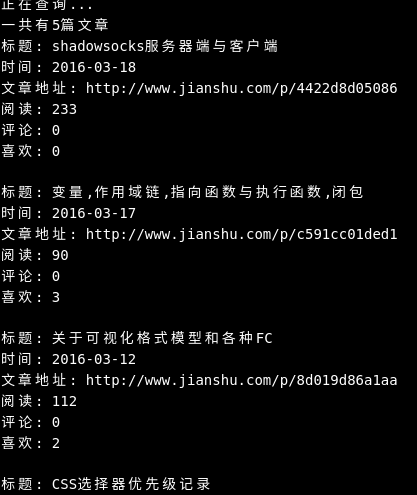 正在查询...
一共有5篇文章
标题: shadowsocks服务器端与客户端
时间: 2016-03-18
文章地址: http://www.jianshu.com/p/4422d8d05086
阅读: 233
评论: 0
喜欢: 0
标题: 变量,作用域链,指向函数与执行函数,闭包
时间: 2016-03-17
文章地址: http://www.jianshu.com/p/c591cc01ded1
阅读: 90
评论: 0
喜欢: 3
标题: 关于可视化格式模型和各种FC
时间: 2016-03-12
文章地址: http://www.jianshu.com/p/8d019d86a1aa
阅读: 112
评论: 0
喜欢: 2
标题: CSS选择器优先级记录